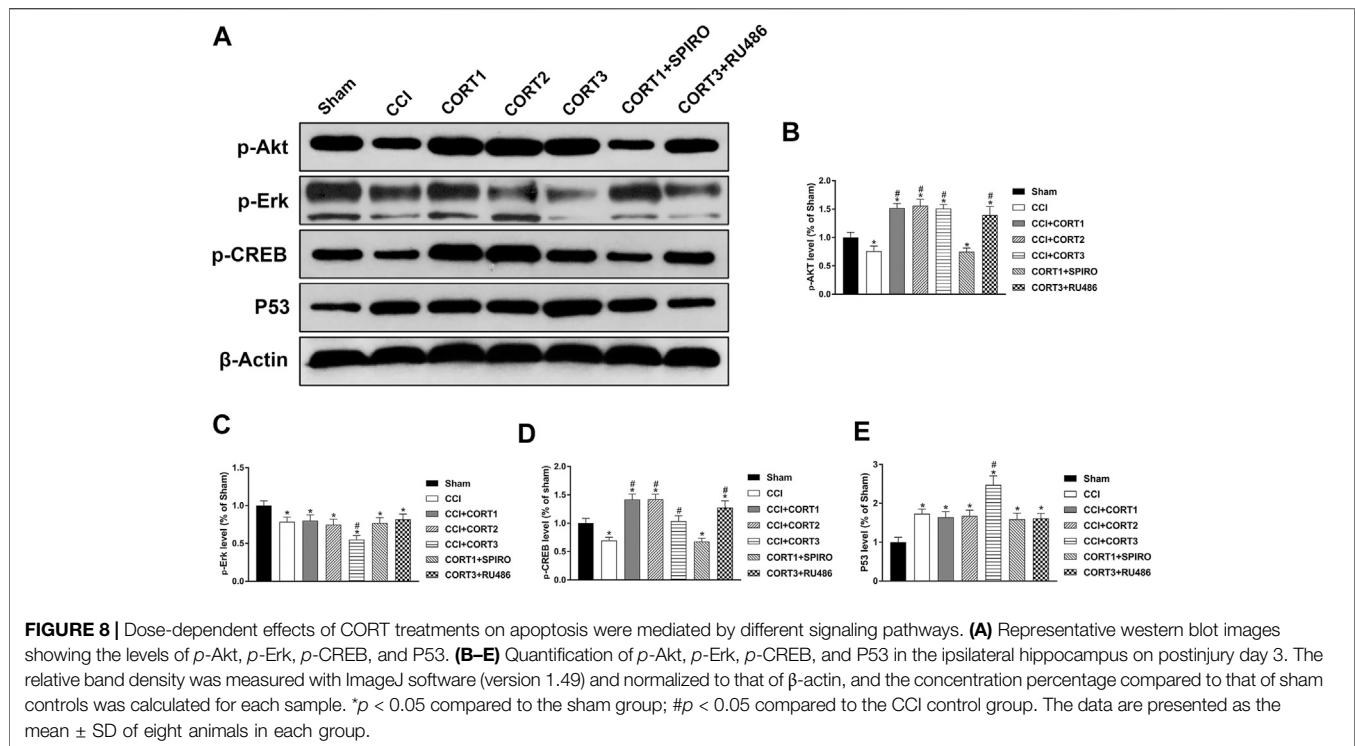 A
Sham
CCI
CORT1
CORT2
CORT3
CORT1+SPIRO
CORT3+RU486
p-Akt
p-Erk
p-CREB
P53
β-Actin
B
p-AKT level (% of Sham)
2.0
1.5
1.0
0.5
0.0
*
#
*
#
*
#
*
*
#
*
Sham
CCI
CCI+CORT1
CCI+CORT2
CCI+CORT3
CORT1+SPIRO
CORT3+RU486
C
p-Erk level (% of Sham)
1.5
1.0
0.5
0.0
*
*
*
#
*
*
*
Sham
CCI
CCI+CORT1
CCI+CORT2
CCI+CORT3
CORT1+SPIRO
CORT3+RU486
D
p-CREB level (% of sham)
2.0
1.5
1.0
0.5
0.0
*
#
*
#
*
#
*
#
*
Sham
CCI
CCI+CORT1
CCI+CORT2
CCI+CORT3
CORT1+SPIRO
CORT3+RU486
E
P53 level (% of Sham)
3
2
1
0
*
*
*
#
*
*
*
Sham
CCI
CCI+CORT1
CCI+CORT2
CCI+CORT3
CORT1+SPIRO
CORT3+RU486
FIGURE 8 | Dose-dependent effects of CORT treatments on apoptosis were mediated by different signaling pathways. (A) Representative western blot images
showing the levels of p-Akt, p-Erk, p-CREB, and P53. (B–E) Quantification of p-Akt, p-Erk, p-CREB, and P53 in the ipsilateral hippocampus on postinjury day 3. The
relative band density was measured with ImageJ software (version 1.49) and normalized to that of β-actin, and the concentration percentage compared to that of sham
controls was calculated for each sample. *p < 0.05 compared to the sham group; #p < 0.05 compared to the CCI control group. The data are presented as the
mean ± SD of eight animals in each group.